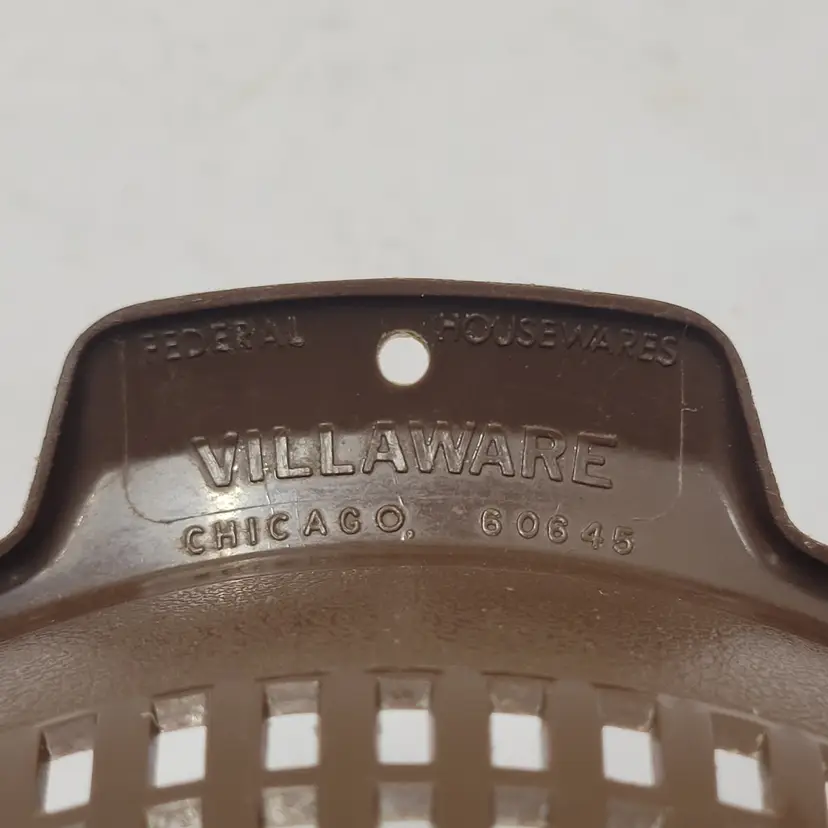 FEDERAL HOUSEWARES
VILLAWARE
CHICAGO, 60645